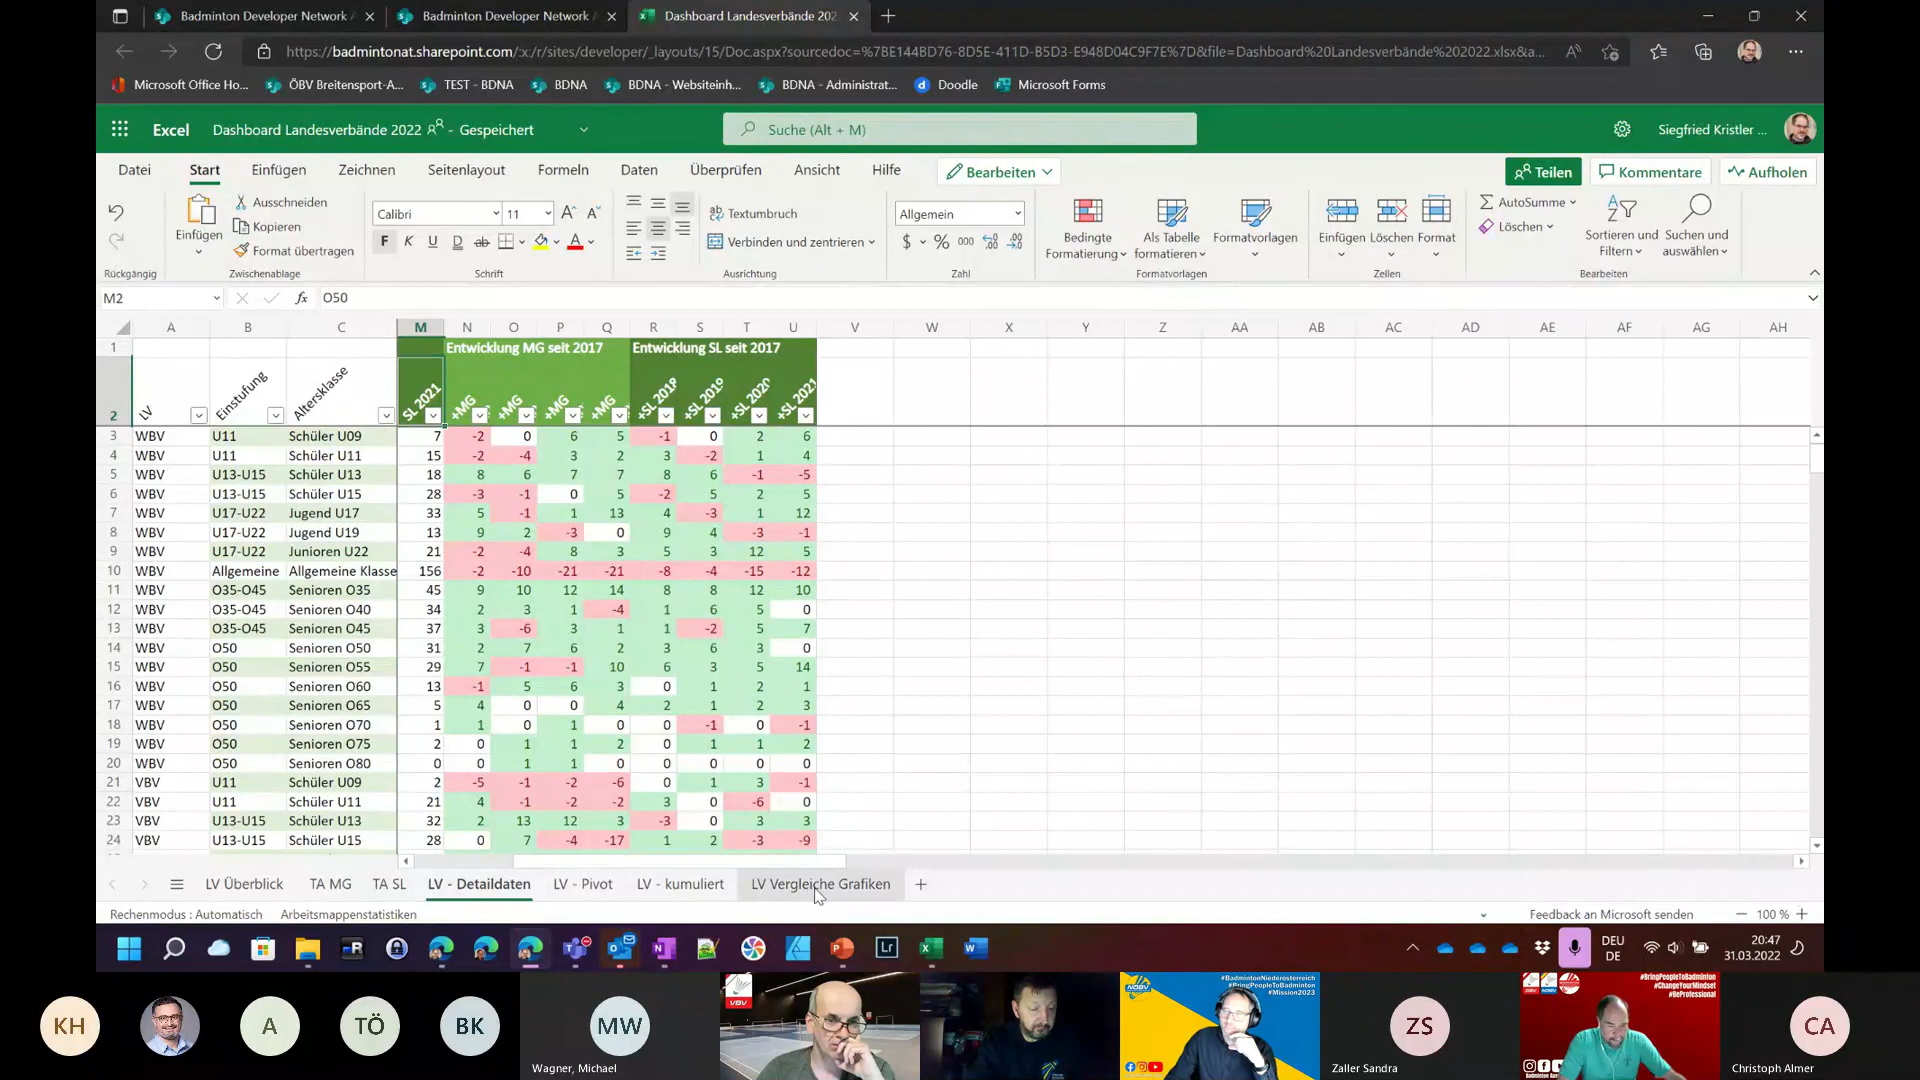 Badminton Developer Network
Badminton Developer Network
Dashboard Landesverbände 202
https://badmintonat.sharepoint.com/:x:/r/sites/developer/_layouts/15/Doc.aspx?sourcedoc=%7BE144BD76-8D5E-411D-B5D3-E948D04C9F7E%7D&file=Dashboard%20Landesverbände%202022.xlsx&a...
Microsoft Office Ho... ÖBV Breitensport-A... TEST - BDNA BDNA BDNA - Websiteinh... BDNA - Administrat... Doodle Microsoft Forms
Excel Dashboard Landesverbände 2022 - Gespeichert Suche (Alt + M) Siegfried Kristler ...
Datei Start Einfügen Zeichnen Seitenlayout Formeln Daten Überprüfen Ansicht Hilfe Bearbeiten Teilen Kommentare Aufholen
Einfügen Ausschneiden Kopieren Format übertragen
Calibri 11
F K U D ab
Textumbruch
Verbinden und zentrieren
Allgemein
$ % 000
Bedingte Formatierung Als Tabelle formatieren Formatvorlagen
Einfügen Löschen Format
AutoSumme
Löschen
Sortieren und Filtern Suchen und auswählen
Rückgängig Zwischenablage Schrift Ausrichtung Zahl Formatvorlagen Zellen Bearbeiten
M2 fx O50
A B C M N O P Q R S T U V W X Y Z AA AB AC AD AE AF AG AH
1 Entwicklung MG seit 2017 Entwicklung SL seit 2017
2 LV Einstufung Altersklasse SL 2021 +MG +MG +MG +MG +SL 2018 +SL 2019 +SL 2020 +SL 2021
3 WBV U11 Schüler U09 7 -2 0 6 5 -1 0 2 6
4 WBV U11 Schüler U11 15 -2 -4 3 2 3 -2 1 4
5 WBV U13-U15 Schüler U13 18 8 6 7 7 8 6 -1 -5
6 WBV U13-U15 Schüler U15 28 -3 -1 0 5 -2 5 2 5
7 WBV U17-U22 Jugend U17 33 5 -1 1 13 4 -3 1 12
8 WBV U17-U22 Jugend U19 13 9 2 -3 0 9 4 -3 -1
9 WBV U17-U22 Junioren U22 21 -2 -4 8 3 5 3 12 5
10 WBV Allgemeine Allgemeine Klasse 156 -2 -10 -21 -21 -8 -4 -15 -12
11 WBV O35-O45 Senioren O35 45 9 10 12 14 8 8 12 10
12 WBV O35-O45 Senioren O40 34 2 3 1 -4 1 6 5 0
13 WBV O35-O45 Senioren O45 37 3 -6 3 1 1 -2 5 7
14 WBV O50 Senioren O50 31 2 7 6 2 3 6 3 0
15 WBV O50 Senioren O55 29 7 -1 -1 10 6 3 5 14
16 WBV O50 Senioren O60 13 -1 5 6 3 0 1 2 1
17 WBV O50 Senioren O65 5 4 0 0 4 2 1 2 3
18 WBV O50 Senioren O70 1 1 0 1 0 0 -1 0 -1
19 WBV O50 Senioren O75 2 0 1 1 2 0 1 1 2
20 WBV O50 Senioren O80 0 0 1 1 0 0 0 0 0
21 VBV U11 Schüler U09 2 -5 -1 -2 -6 0 1 3 -1
22 VBV U11 Schüler U11 21 4 -1 -2 -2 3 0 -6 0
23 VBV U13-U15 Schüler U13 32 2 13 12 3 -3 0 3 3
24 VBV U13-U15 Schüler U15 28 0 7 -4 -17 1 2 -3 -9
LV Überblick TA MG TA SL LV - Detaildaten LV - Pivot LV - kumuliert LV Vergleiche Grafiken
Rechenmodus : Automatisch Arbeitsmappenstatistiken Feedback an Microsoft senden 100 %
Lr DEU DE 20:47 31.03.2022
KH A TÖ BK MW ZS CA
VBV
NÖBV
#BadmintonNiederösterreich
#BringPeopleToBadminton
#Mission2023
#BringPeopleToBadminton
#ChangeYourMindset
#BeProfessional
Wagner, Michael Zaller Sandra Christoph Almer